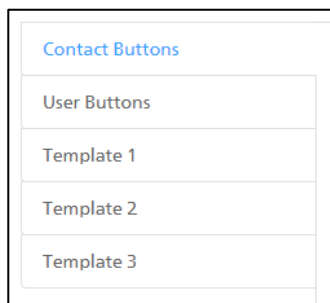 Contact Buttons
User Buttons
Template 1
Template 2
Template 3